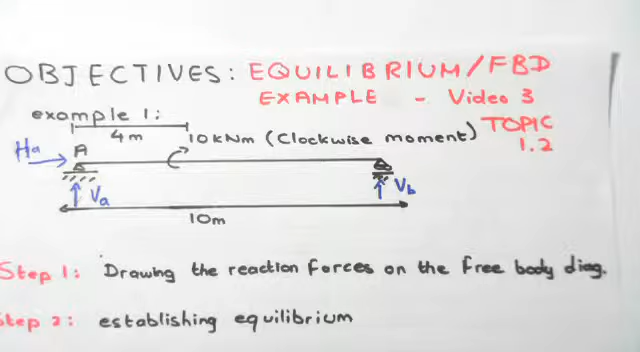 OBJECTIVES: EQUILIBRIUM/FBD
EXAMPLE - Video 3
TOPIC
1.2
example 1:
4m
10kNm (Clockwise moment)
Ha
A
Va
Vb
10m
Step 1: Drawing the reaction forces on the free body diag.
Step 2: establishing equilibrium